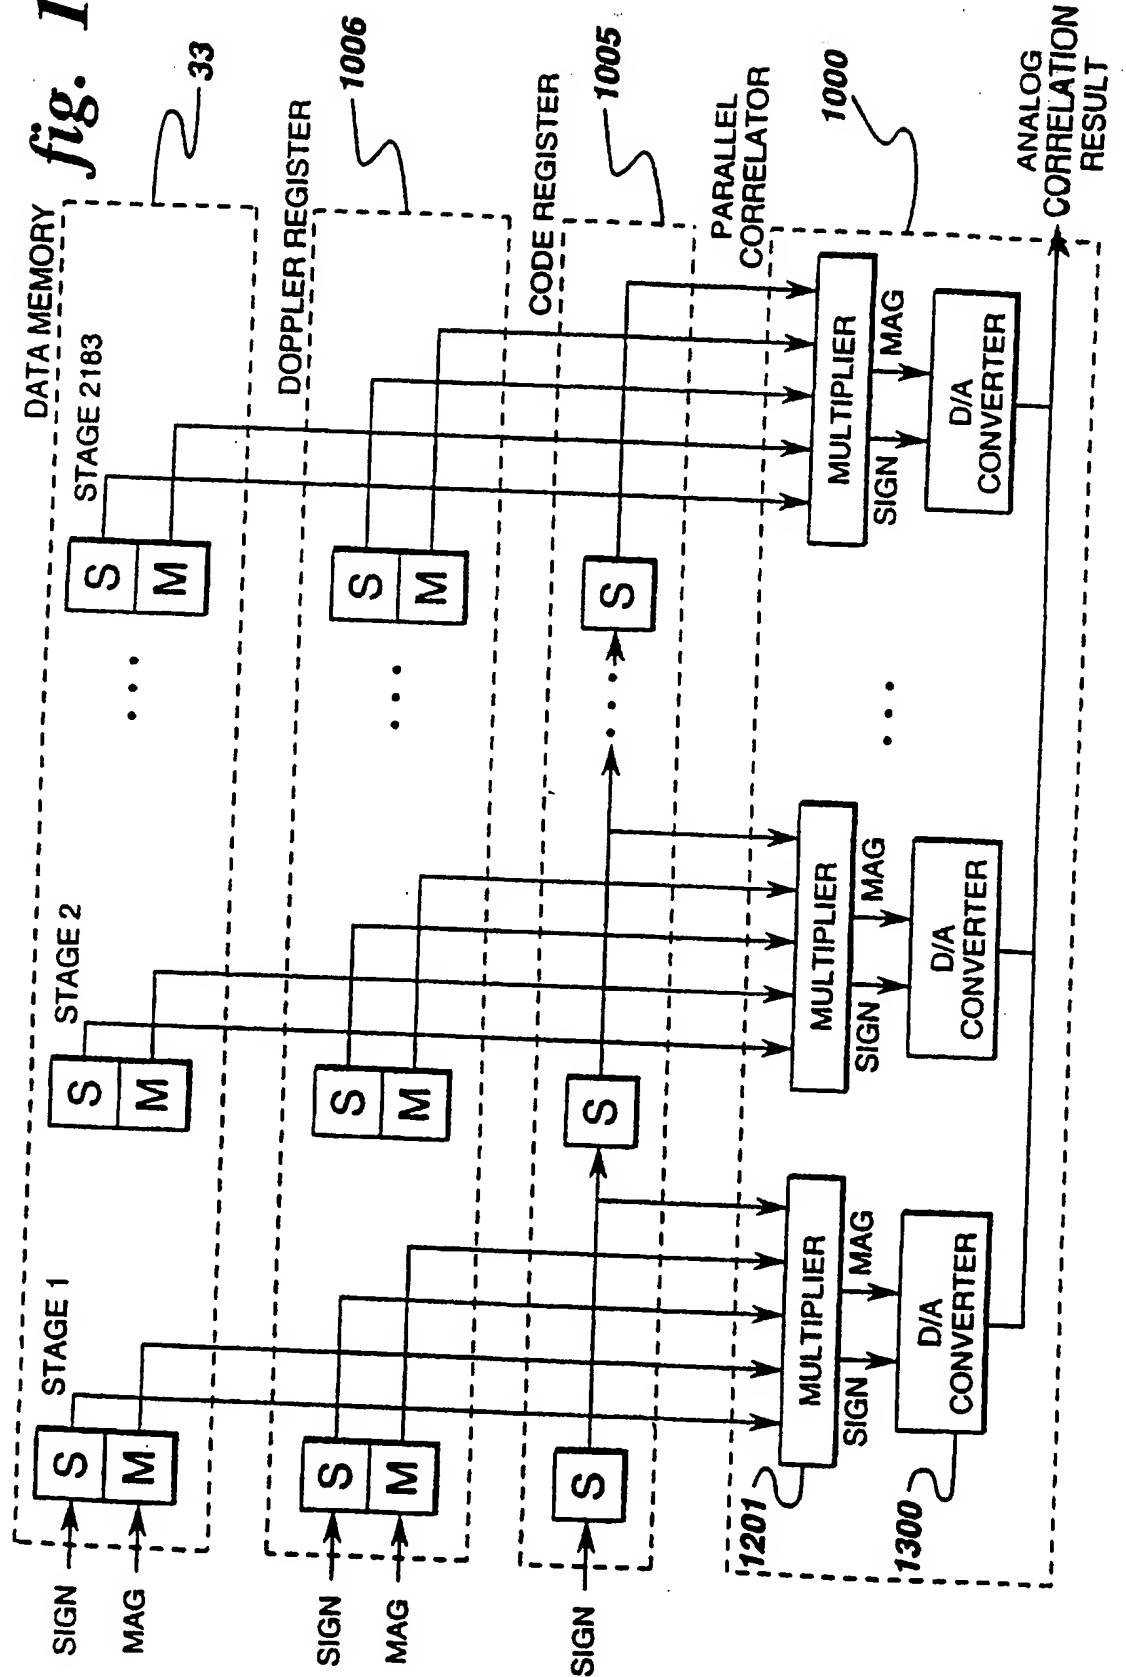 fig. 1
DATA MEMORY
33
STAGE 1
STAGE 2
STAGE 2183
SIGN
MAG
S
M
S
M
• • •
S
M
DOPPLER REGISTER
1006
SIGN
MAG
S
M
S
M
• • •
S
M
CODE REGISTER
1005
SIGN
S
S
• • •
S
PARALLEL
CORRELATOR
1000
MULTIPLIER
MULTIPLIER
• • •
MULTIPLIER
1201
SIGN
MAG
SIGN
MAG
SIGN
MAG
D/A
CONVERTER
D/A
CONVERTER
D/A
CONVERTER
1300
ANALOG
CORRELATION
RESULT